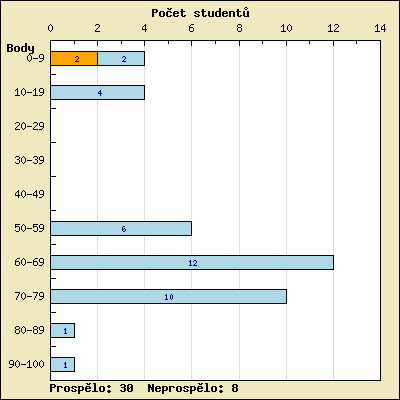 Počet studentů
0 2 4 6 8 10 12 14
Body
0-9 2 2
10-19 4
20-29
30-39
40-49
50-59 6
60-69 12
70-79 10
80-89 1
90-100 1
Prospělo: 30 Neprospělo: 8